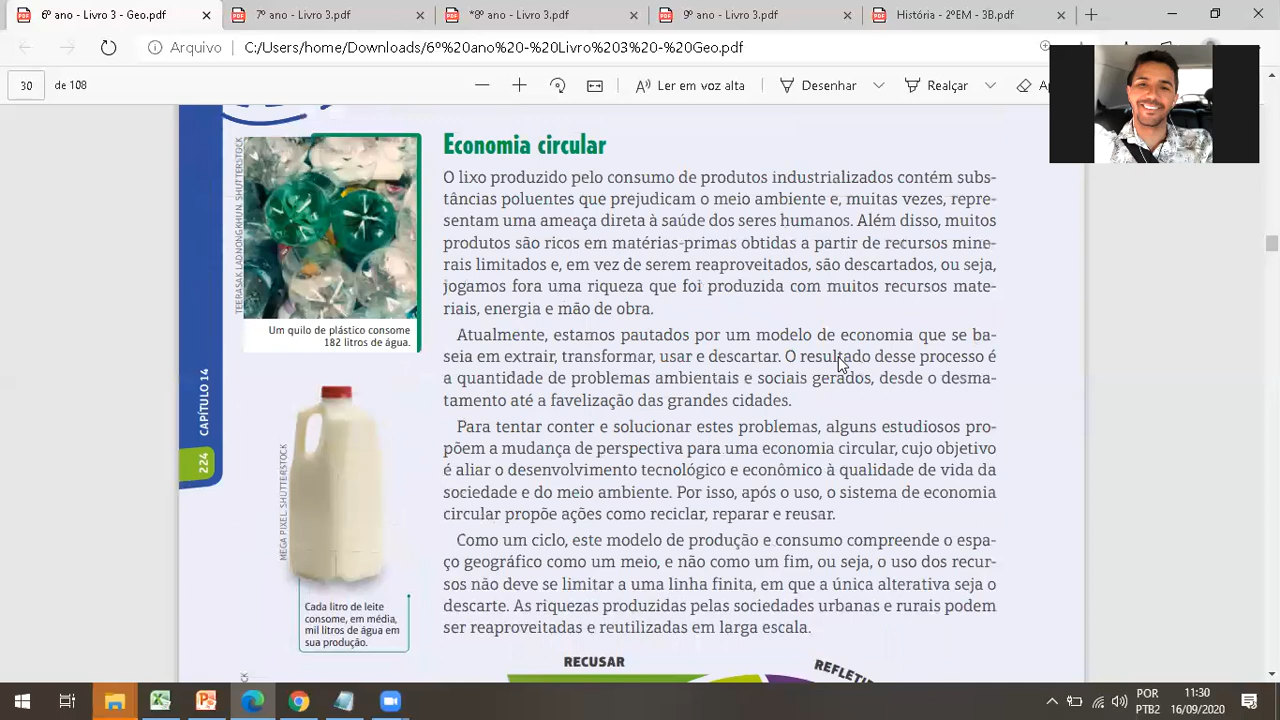 6º ano - Livro 3 - Geo.pdf
7º ano - Livro 3.pdf
*8º ano - Livro 3.pdf
9º ano - Livro 3.pdf
História - 2ºEM - 3B.pdf
Arquivo
C:/Users/home/Downloads/6º%20ano%20-%20Livro%203%20-%20Geo.pdf
30 de 108
Ler em voz alta
Desenhar
Realçar
TEERASAK LADNONGKHUN. SHUTTERSTOCK
Um quilo de plástico consome
182 litros de água.
CAPÍTULO 14
224
MEGA PIXEL. SHUTTERSTOCK
Cada litro de leite
consome, em média,
mil litros de água em
sua produção.
Economia circular
O lixo produzido pelo consumo de produtos industrializados contém subs-
tâncias poluentes que prejudicam o meio ambiente e, muitas vezes, repre-
sentam uma ameaça direta à saúde dos seres humanos. Além disso, muitos
produtos são ricos em matérias-primas obtidas a partir de recursos mine-
rais limitados e, em vez de serem reaproveitados, são descartados, ou seja,
jogamos fora uma riqueza que foi produzida com muitos recursos mate-
riais, energia e mão de obra.
Atualmente, estamos pautados por um modelo de economia que se ba-
seia em extrair, transformar, usar e descartar. O resultado desse processo é
a quantidade de problemas ambientais e sociais gerados, desde o desma-
tamento até a favelização das grandes cidades.
Para tentar conter e solucionar estes problemas, alguns estudiosos pro-
põem a mudança de perspectiva para uma economia circular, cujo objetivo
é aliar o desenvolvimento tecnológico e econômico à qualidade de vida da
sociedade e do meio ambiente. Por isso, após o uso, o sistema de economia
circular propõe ações como reciclar, reparar e reusar.
Como um ciclo, este modelo de produção e consumo compreende o espa-
ço geográfico como um meio, e não como um fim, ou seja, o uso dos recur-
sos não deve se limitar a uma linha finita, em que a única alterativa seja o
descarte. As riquezas produzidas pelas sociedades urbanas e rurais podem
ser reaproveitadas e reutilizadas em larga escala.
RECUSAR
POR
PTB2
11:30
16/09/2020